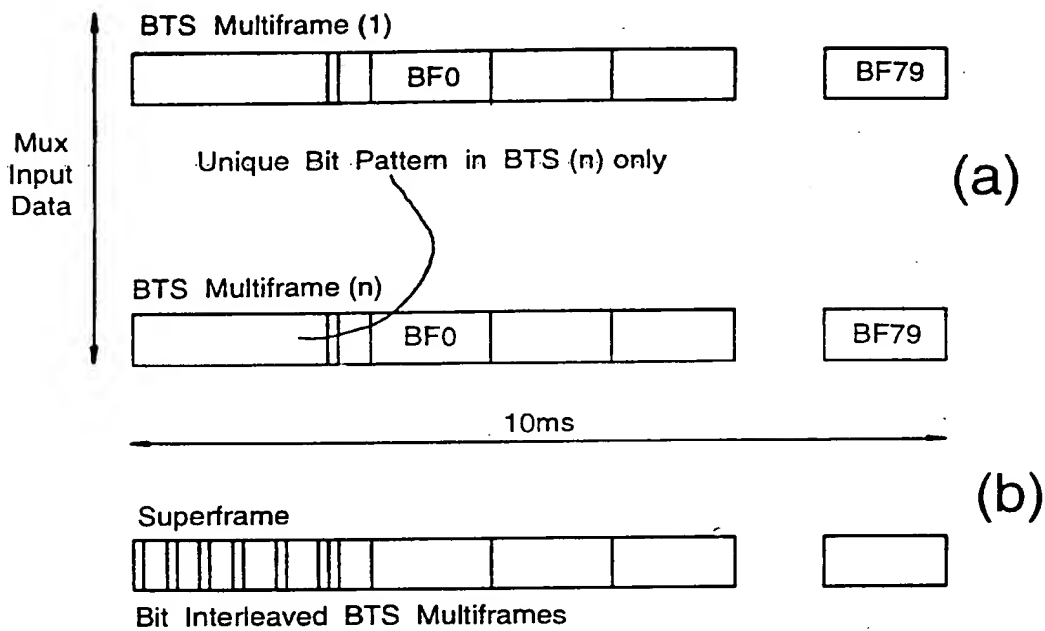 BTS Multiframe (1)
BF0
BF79
Mux
Input
Data
Unique Bit Pattern in BTS (n) only
(a)
BTS Multiframe (n)
BF0
BF79
10ms
(b)
Superframe
Bit Interleaved BTS Multiframes